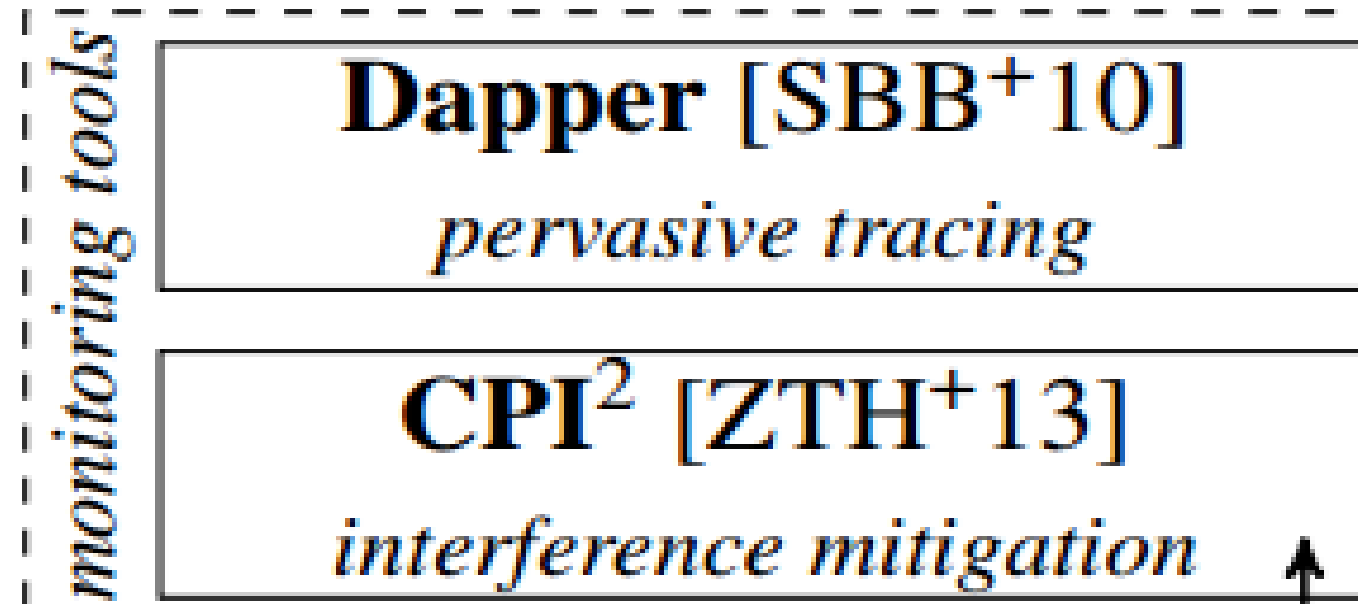 monitoring tools
Dapper [SBB⁺10]
pervasive tracing
CPI² [ZTH⁺13]
interference mitigation